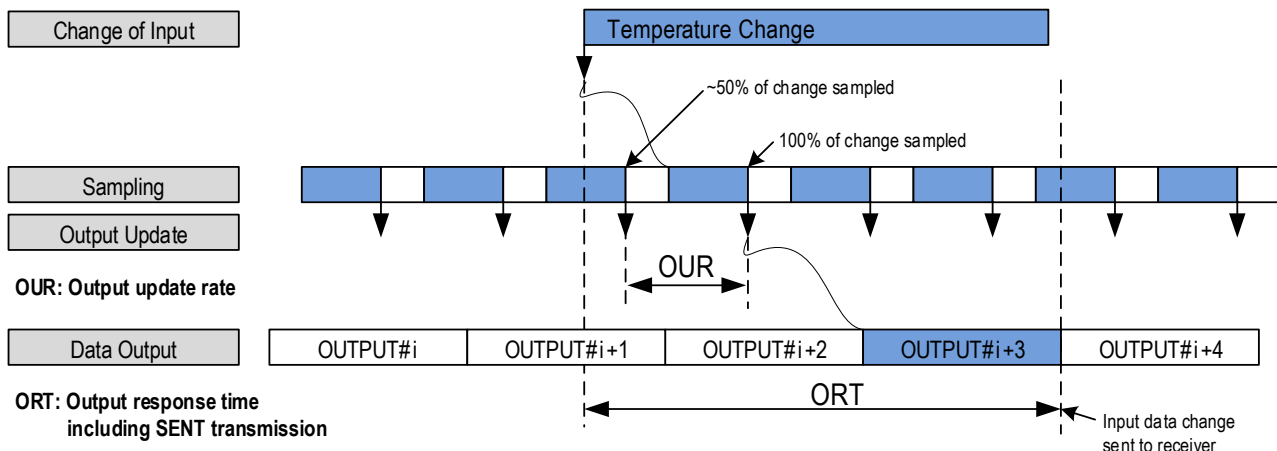 Change of Input
Temperature Change
~50% of change sampled
100% of change sampled
Sampling
Output Update
OUR
OUR: Output update rate
Data Output
OUTPUT#i
OUTPUT#i+1
OUTPUT#i+2
OUTPUT#i+3
OUTPUT#i+4
ORT
ORT: Output response time
including SENT transmission
Input data change
sent to receiver